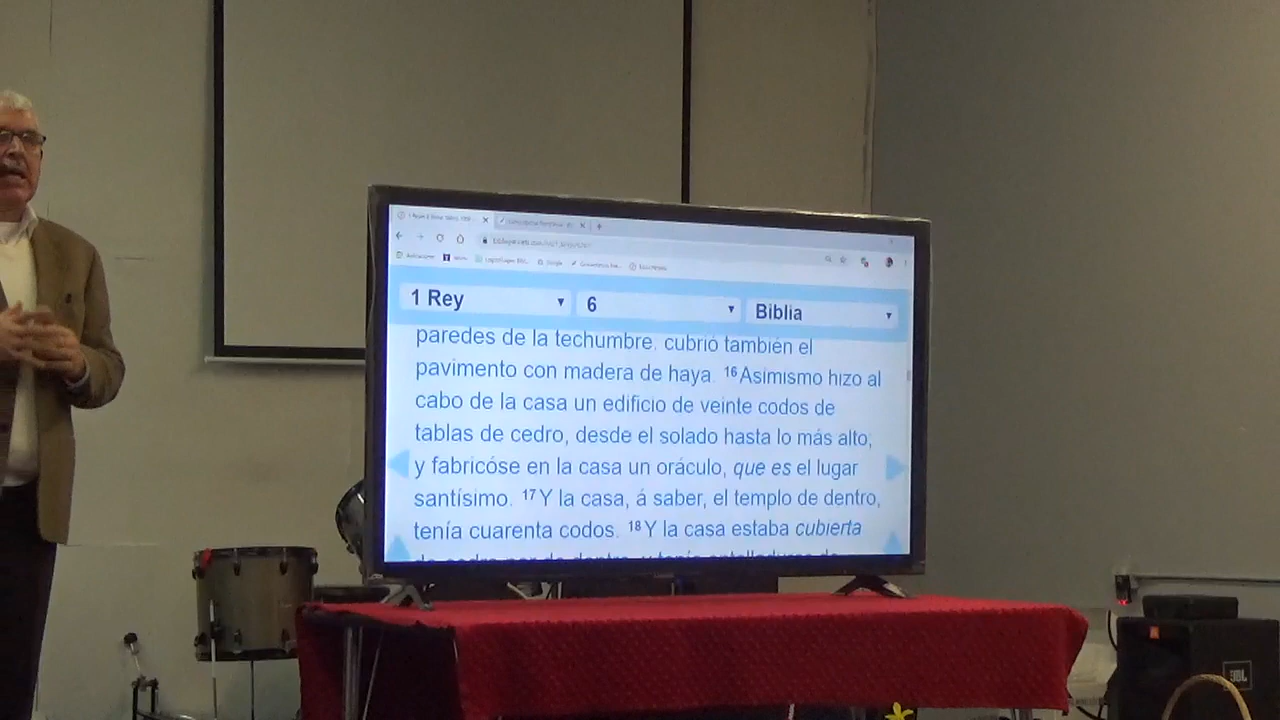 1 Rey
6
Biblia
paredes de la techumbre. cubrió también el
pavimento con madera de haya. 16 Asimismo hizo al
cabo de la casa un edificio de veinte codos de
tablas de cedro, desde el solado hasta lo más alto;
y fabricóse en la casa un oráculo, que es el lugar
santísimo. 17 Y la casa, á saber, el templo de dentro,
tenía cuarenta codos. 18 Y la casa estaba cubierta
JBL